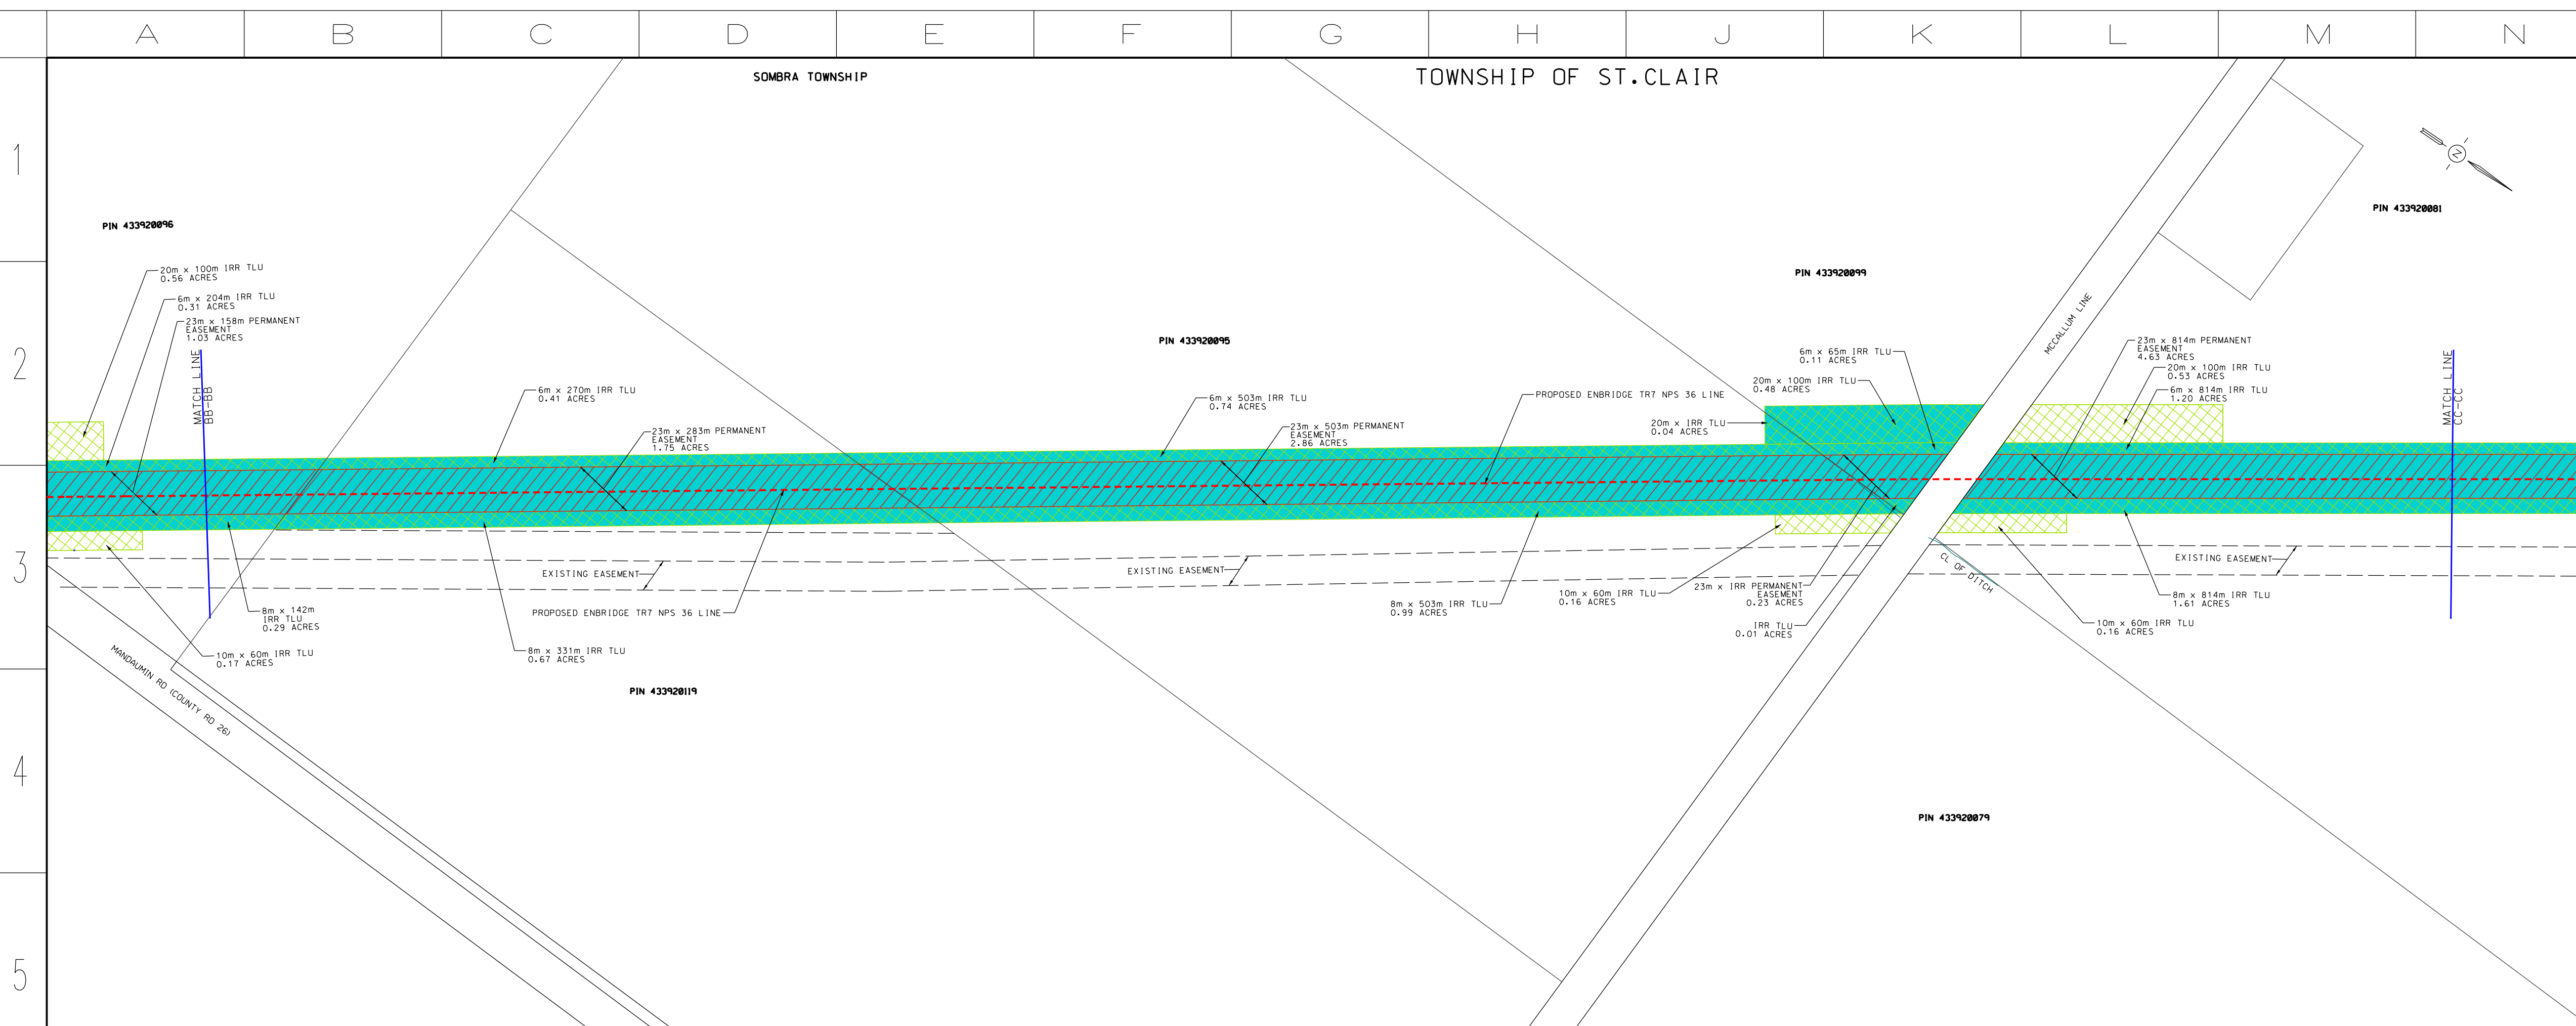 A B C D E F G H J K L M N
SOMBRA TOWNSHIP
TOWNSHIP OF ST.CLAIR
1
Z
PIN 433920096
PIN 433920081
20m x 100m IRR TLU
0.56 ACRES
6m x 204m IRR TLU
0.31 ACRES
23m x 158m PERMANENT
EASEMENT
1.03 ACRES
MATCH LINE
BB-BB
PIN 433920099
PIN 433920095
MCCALLUM LINE
2
6m x 270m IRR TLU
0.41 ACRES
23m x 283m PERMANENT
EASEMENT
1.75 ACRES
6m x 503m IRR TLU
0.74 ACRES
23m x 503m PERMANENT
EASEMENT
2.86 ACRES
PROPOSED ENBRIDGE TR7 NPS 36 LINE
6m x 65m IRR TLU
0.11 ACRES
20m x 100m IRR TLU
0.48 ACRES
20m x IRR TLU
0.04 ACRES
23m x 814m PERMANENT
EASEMENT
4.63 ACRES
20m x 100m IRR TLU
0.53 ACRES
6m x 814m IRR TLU
1.20 ACRES
MATCH LINE
CC-CC
3
EXISTING EASEMENT
EXISTING EASEMENT
EXISTING EASEMENT
CL OF DITCH
8m x 142m
IRR TLU
0.29 ACRES
10m x 60m IRR TLU
0.17 ACRES
PROPOSED ENBRIDGE TR7 NPS 36 LINE
8m x 331m IRR TLU
0.67 ACRES
8m x 503m IRR TLU
0.99 ACRES
10m x 60m IRR TLU
0.16 ACRES
23m x IRR PERMANENT
EASEMENT
0.23 ACRES
IRR TLU
0.01 ACRES
8m x 814m IRR TLU
1.61 ACRES
10m x 60m IRR TLU
0.16 ACRES
MANDAUMIN RD (COUNTY RD 26)
PIN 433920119
4
PIN 433920079
5